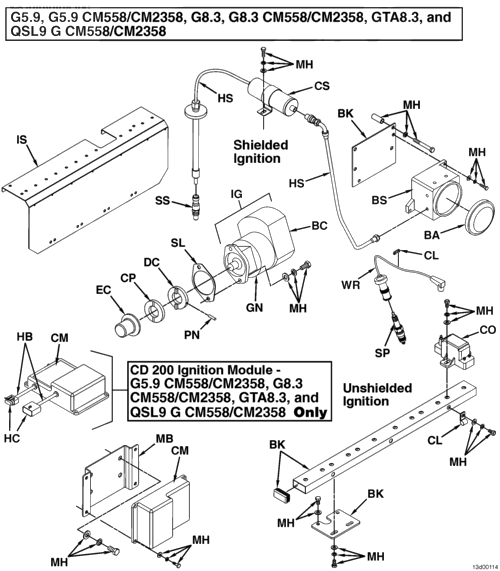 G5.9, G5.9 CM558/CM2358, G8.3, G8.3 CM558/CM2358, GTA8.3, and
QSL9 G CM558/CM2358
MH
CS
HS
BK
MH
IS
Shielded
Ignition
MH
HS
BS
SS
IG
BC
BA
SL
CL
DC
CP
WR
EC
GN
MH
MH
PN
CO
SP
HB
CM
CD 200 Ignition Module -
G5.9 CM558/CM2358, G8.3
CM558/CM2358, GTA8.3, and
QSL9 G CM558/CM2358 Only
Unshielded
Ignition
HC
MB
CL
BK
CM
MH
BK
MH
MH
MH
MH
13d00114